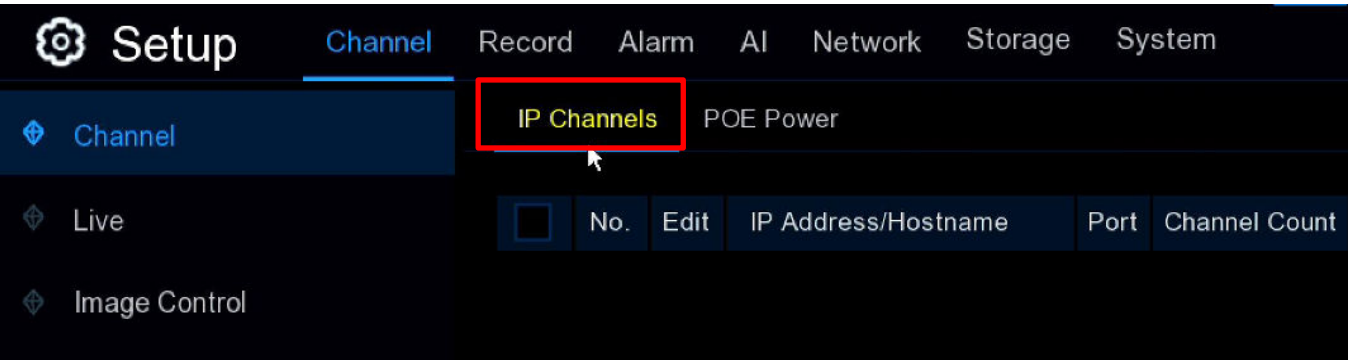 Setup Channel Record Alarm AI Network Storage System
IP Channels POE Power
Channel
No. Edit IP Address/Hostname Port Channel Count
Live
Image Control